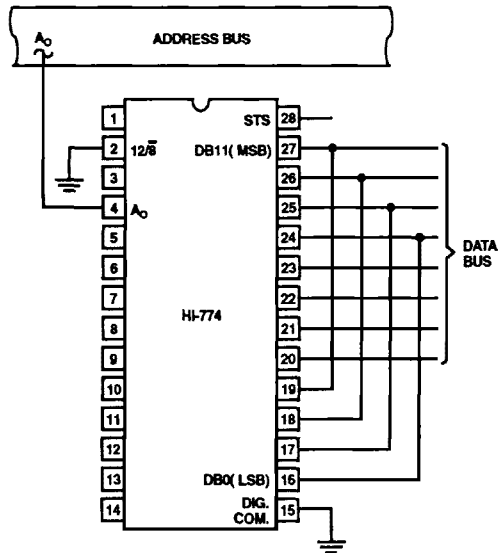 A₀ ADDRESS BUS
1 STS 28
2 12/8̅ DB11( MSB) 27
3 26
4 A₀ 25
5 24
6 23
7 22
8 HI-774 21
9 20
10 19
11 18
12 17
13 DB0( LSB) 16
14 DIG. COM. 15
DATA
BUS